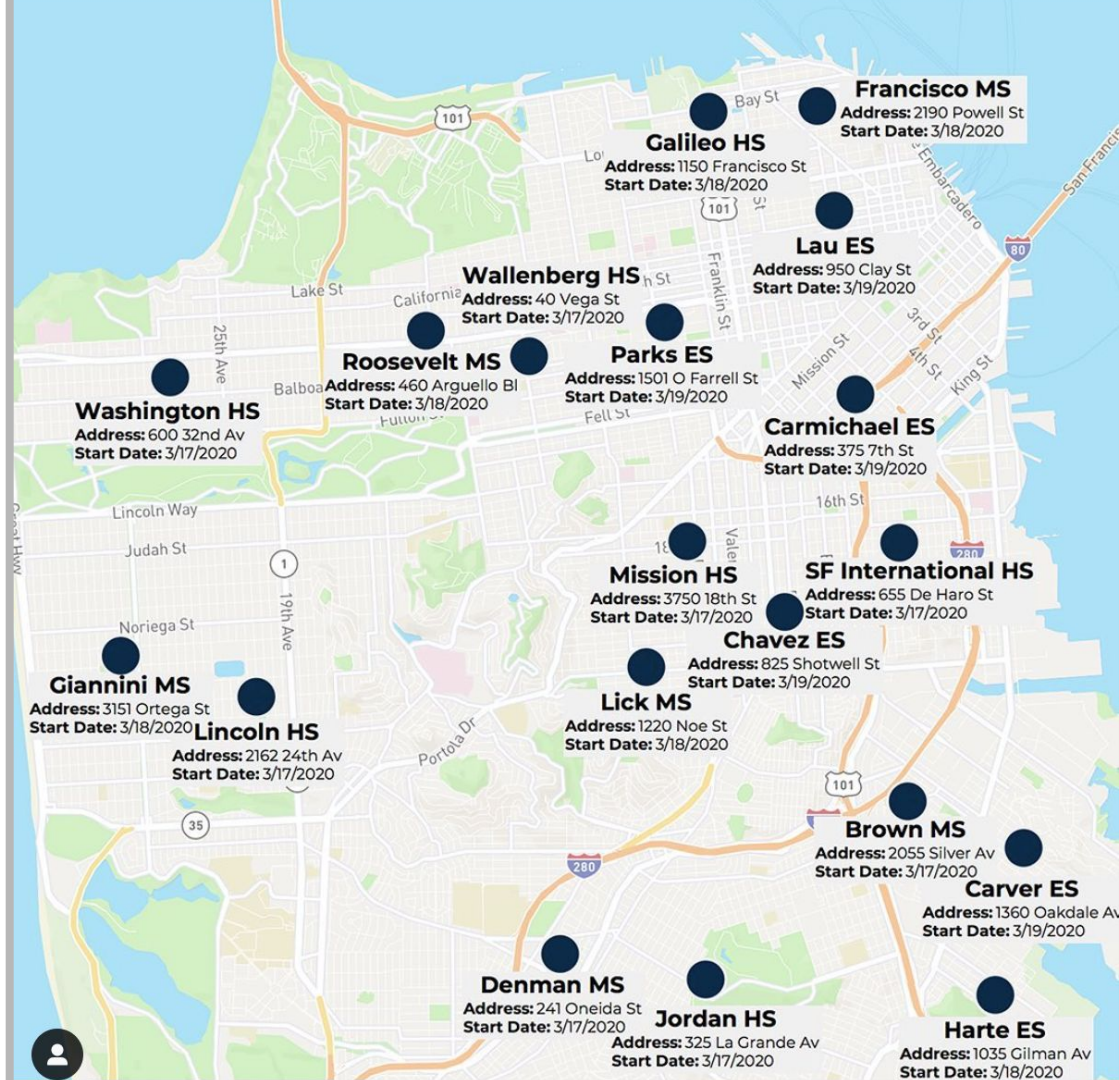 Francisco MS
Address: 2190 Powell St
Start Date: 3/18/2020
Bay St
101
Galileo HS
Address: 1150 Francisco St
Start Date: 3/18/2020
Embarcadero
101
Lau ES
Address: 950 Clay St
Start Date: 3/19/2020
80
Lake St
California
Wallenberg HS
Address: 40 Vega St
Start Date: 3/17/2020
Franklin St
3rd St
4th St
King St
Mission St
25th Ave
Roosevelt MS
Address: 460 Arguello Bl
Start Date: 3/18/2020
Parks ES
Address: 1501 O Farrell St
Start Date: 3/19/2020
Balboa
Washington HS
Address: 600 32nd Av
Start Date: 3/17/2020
Fell St
Carmichael ES
Address: 375 7th St
Start Date: 3/19/2020
Lincoln Way
16th St
Judah St
1
19th Ave
280
Mission HS
Address: 3750 18th St
Start Date: 3/17/2020
SF International HS
Address: 655 De Haro St
Start Date: 3/17/2020
Noriega St
Chavez ES
Address: 825 Shotwell St
Start Date: 3/19/2020
Giannini MS
Address: 3151 Ortega St
Start Date: 3/18/2020
Lick MS
Address: 1220 Noe St
Start Date: 3/18/2020
Lincoln HS
Address: 2162 24th Av
Start Date: 3/17/2020
Portola Dr
101
35
280
Brown MS
Address: 2055 Silver Av
Start Date: 3/17/2020
Carver ES
Address: 1360 Oakdale Av
Start Date: 3/19/2020
Denman MS
Address: 241 Oneida St
Start Date: 3/17/2020
Jordan HS
Address: 325 La Grande Av
Start Date: 3/17/2020
Harte ES
Address: 1035 Gilman Av
Start Date: 3/18/2020